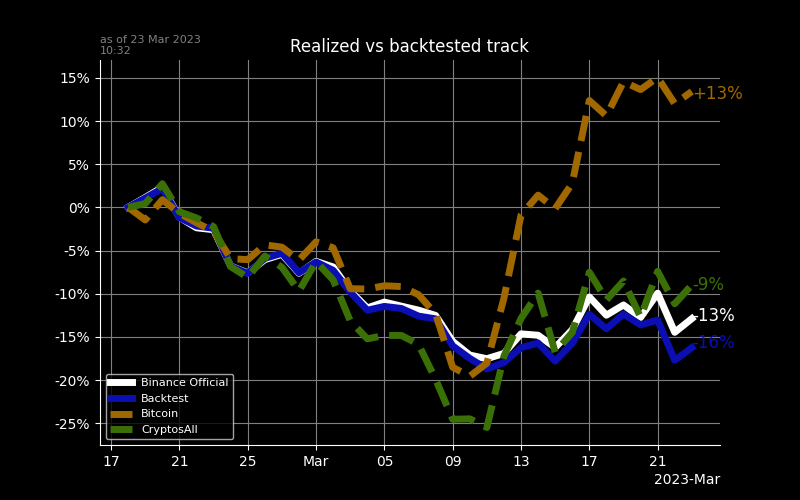 as of 23 Mar 2023
10:32
Realized vs backtested track
15%
10%
5%
0%
-5%
-10%
-15%
-20%
-25%
+13%
-9%
-13%
-16%
Binance Official
Backtest
Bitcoin
CryptosAll
17 21 25 Mar 05 09 13 17 21
2023-Mar